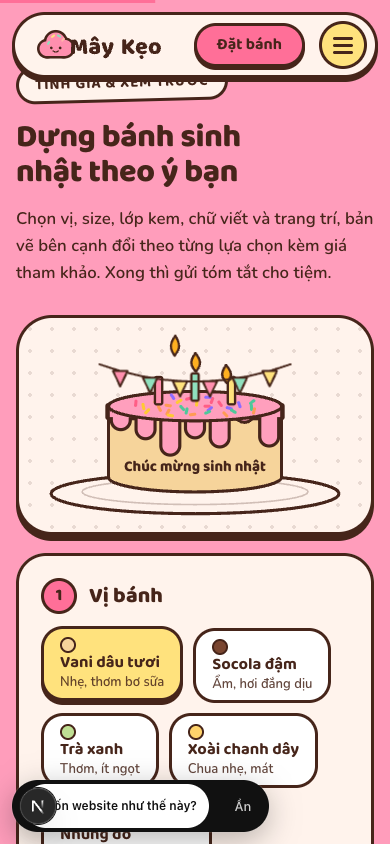 Mây Kẹo
Đặt bánh
TÍNH GIÁ & XEM TRƯỚC
Dựng bánh sinh
nhật theo ý bạn
Chọn vị, size, lớp kem, chữ viết và trang trí, bản
vẽ bên cạnh đổi theo từng lựa chọn kèm giá
tham khảo. Xong thì gửi tóm tắt cho tiệm.
Chúc mừng sinh nhật
1 Vị bánh
Vani dâu tươi
Nhẹ, thơm bơ sữa
Socola đậm
Ẩm, hơi đắng dịu
Trà xanh
Thơm, ít ngọt
Xoài chanh dây
Chua nhẹ, mát
N
website như thế này?
Ẩn